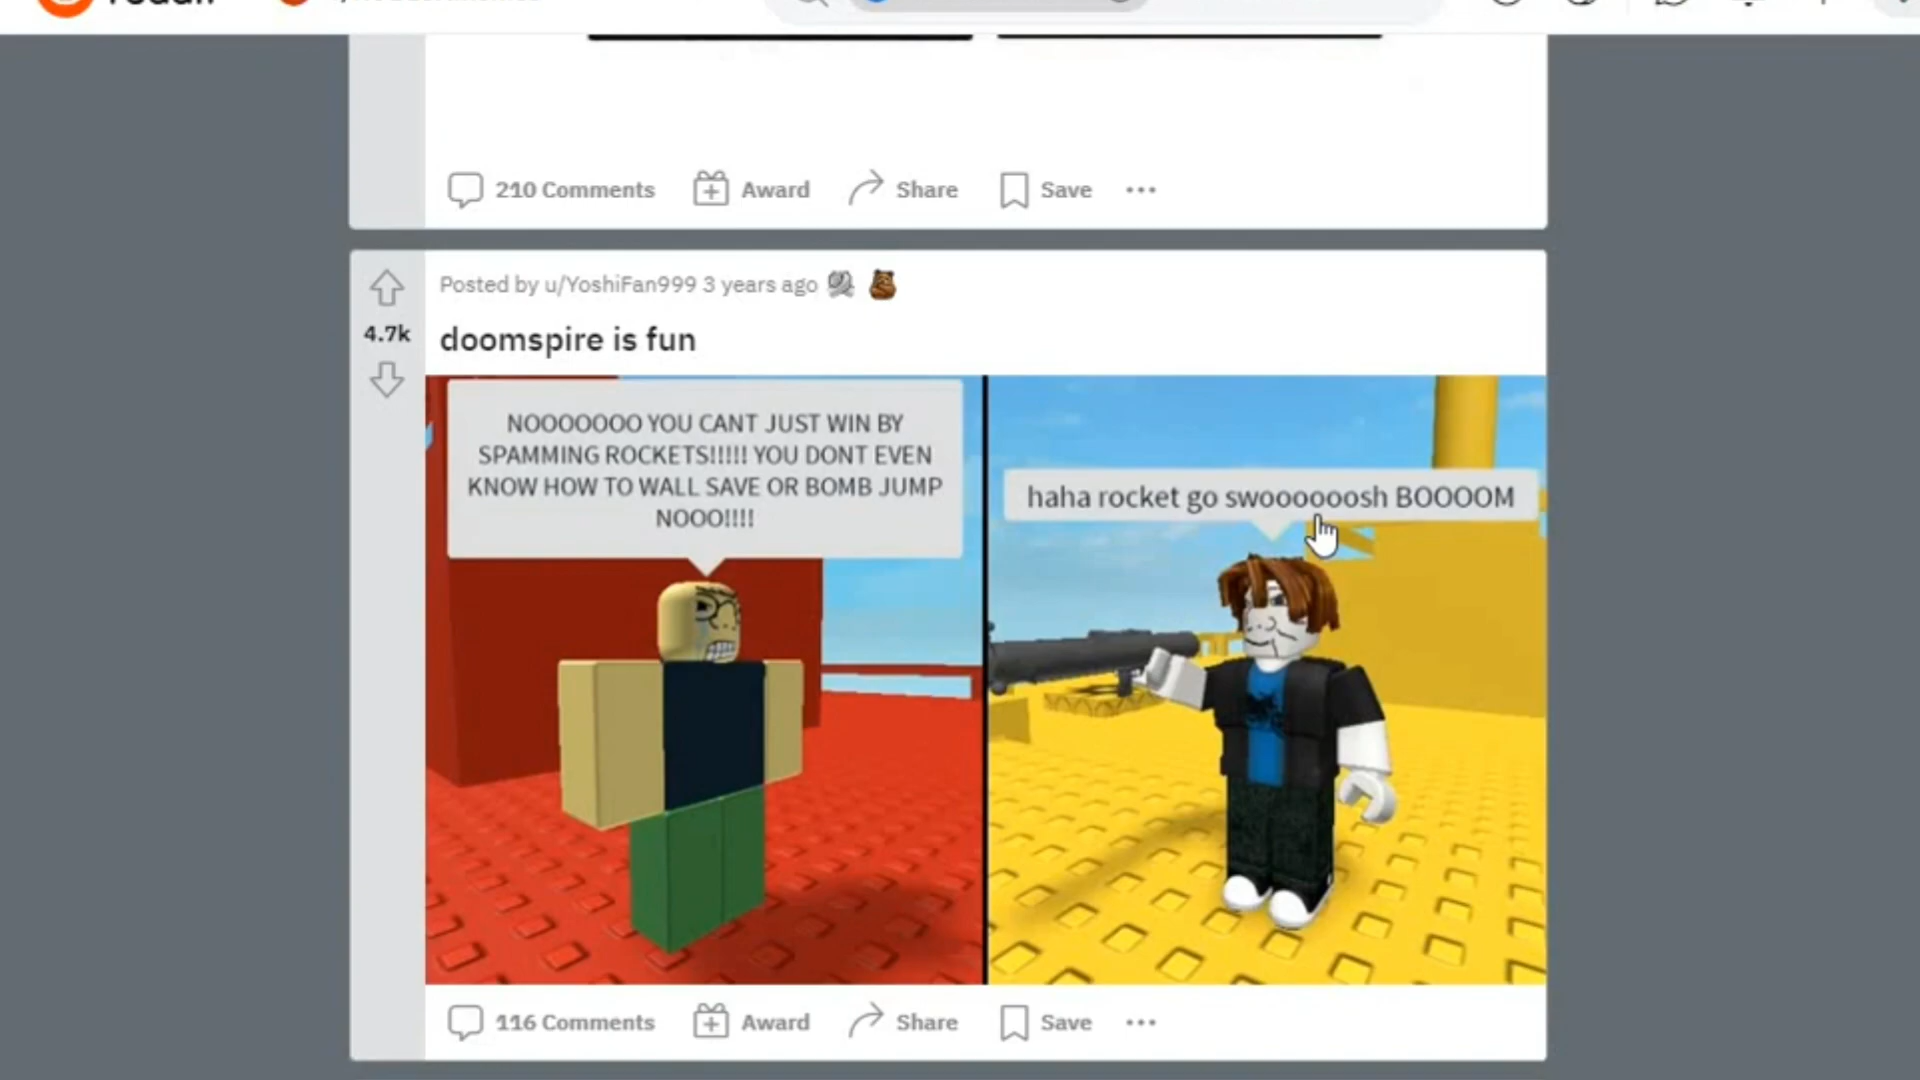 210 Comments Award Share Save
Posted by u/YoshiFan999 3 years ago
4.7k
doomspire is fun
NOOOOOOO YOU CANT JUST WIN BY
SPAMMING ROCKETS!!!!! YOU DONT EVEN
KNOW HOW TO WALL SAVE OR BOMB JUMP
NOOO!!!!
haha rocket go swoooooosh BOOOOM
116 Comments Award Share Save